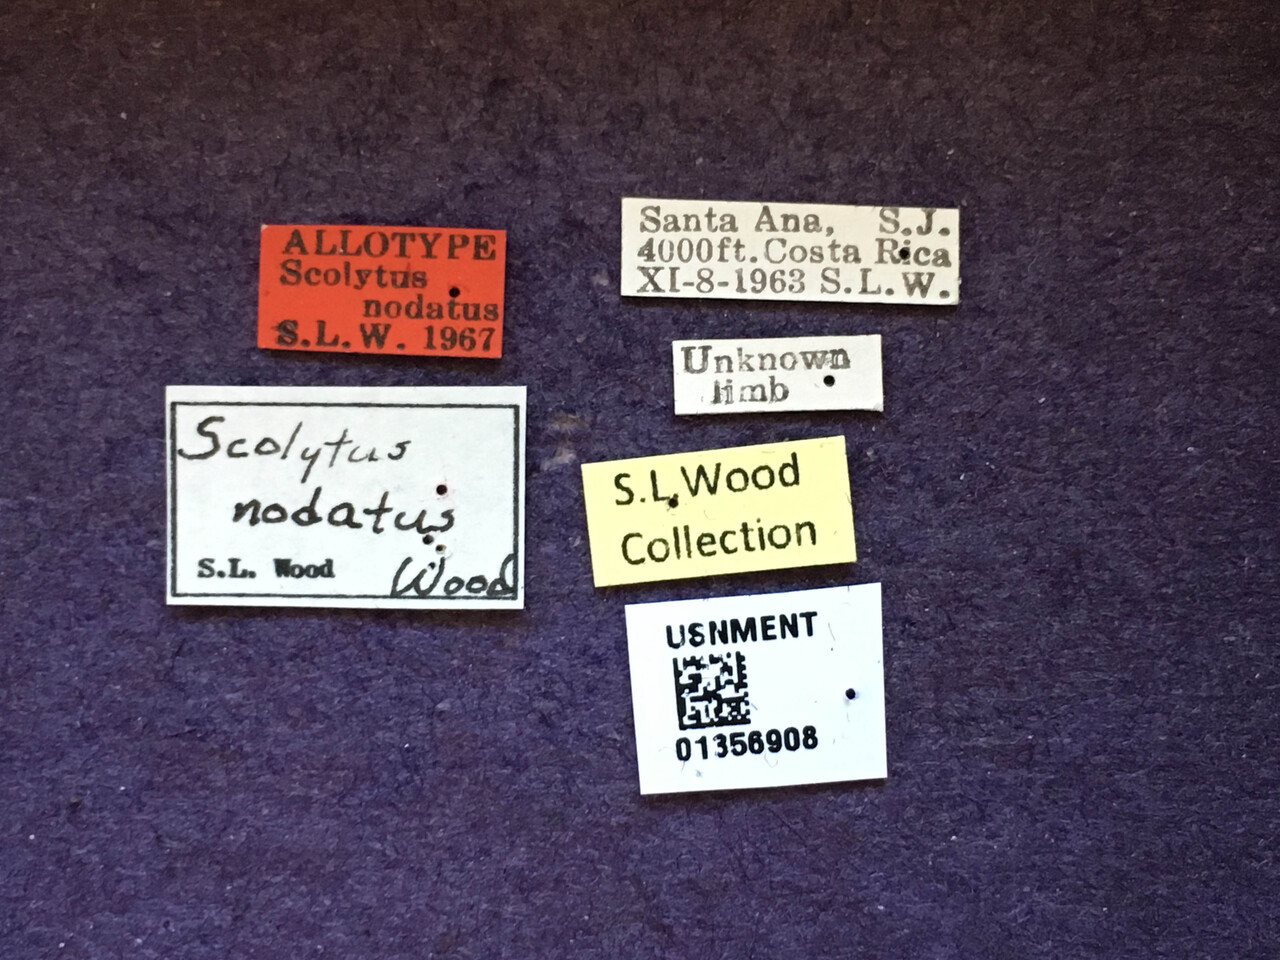 ALLOTYPE
Scolytus
nodatus
S.L.W. 1967
Scolytus
nodatus
S.L. Wood Wood
Santa Ana, S.J.
4000ft. Costa Rica
XI-8-1963 S.L.W.
Unknown
limb
S.L.Wood
Collection
USNMENT
01356908